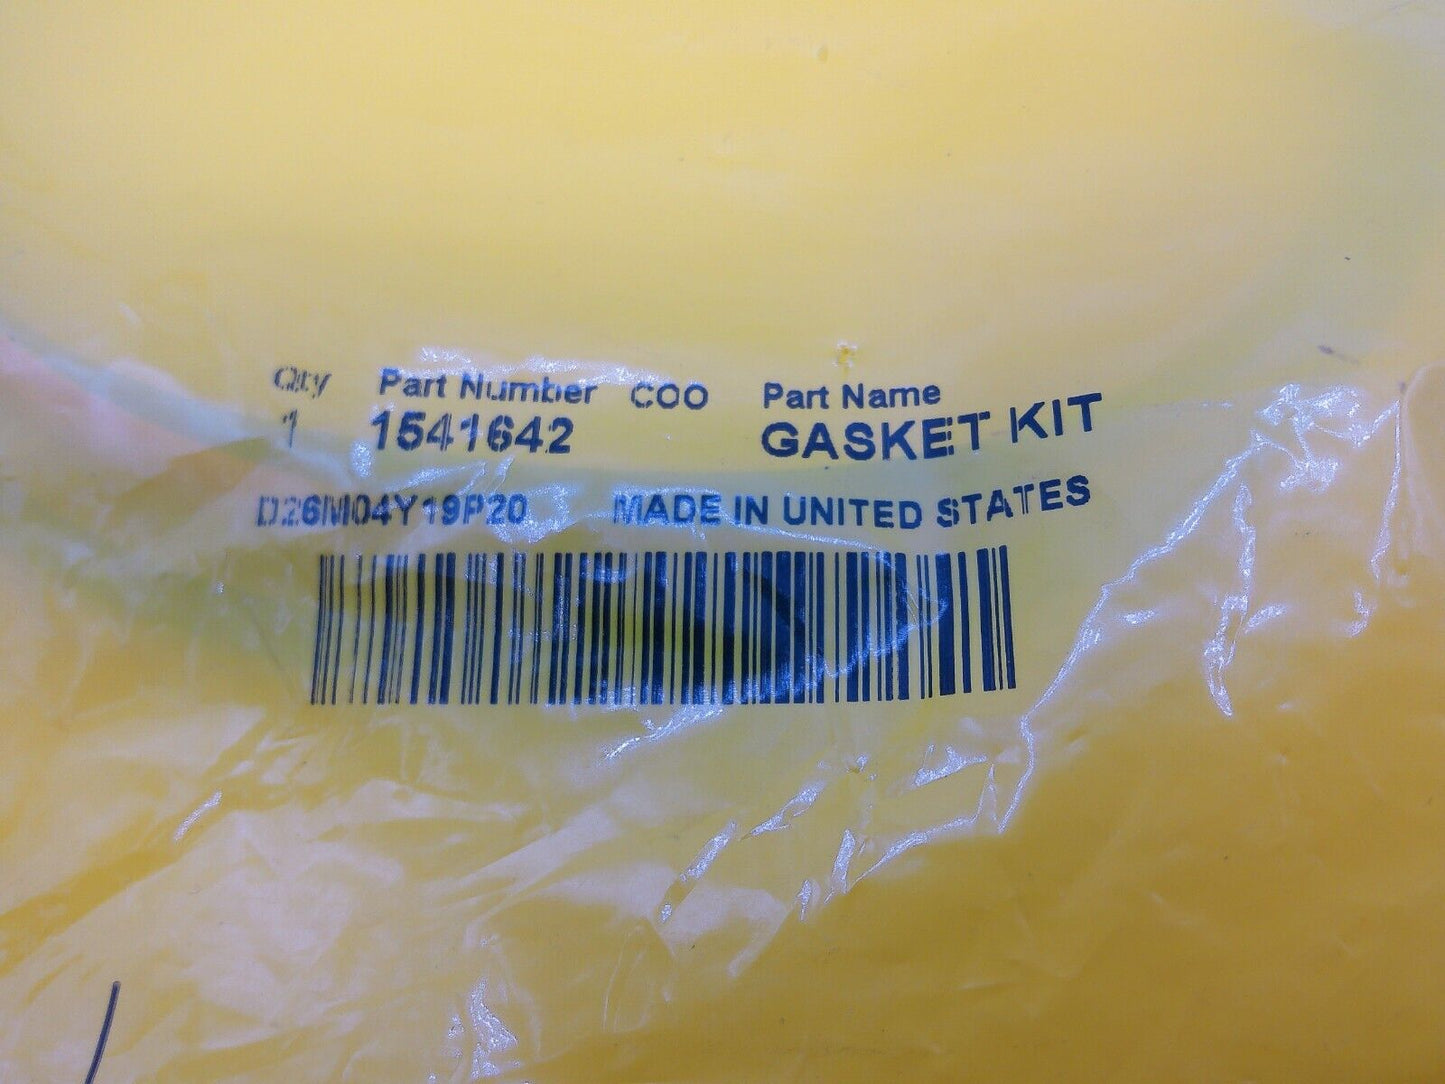 Qty Part Number COO Part Name
1 1541642 GASKET KIT
D26M04Y19P20 MADE IN UNITED STATES